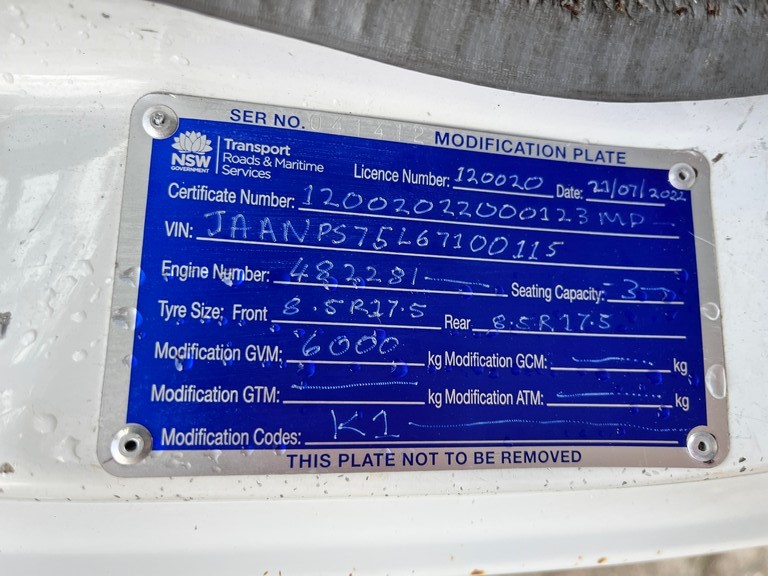 SER NO. 041412 MODIFICATION PLATE
NSW GOVERNMENT
Transport
Roads & Maritime
Services
Licence Number: 120020 Date: 21/07/2022
Certificate Number: 12002022000123MP
VIN: JAANPS75L67100115
Engine Number: 482281 Seating Capacity: -3-
Tyre Size; Front 8.5R17.5 Rear 8.5R17.5
Modification GVM: 6000 kg Modification GCM: kg
Modification GTM: kg Modification ATM: kg
Modification Codes: K1
THIS PLATE NOT TO BE REMOVED